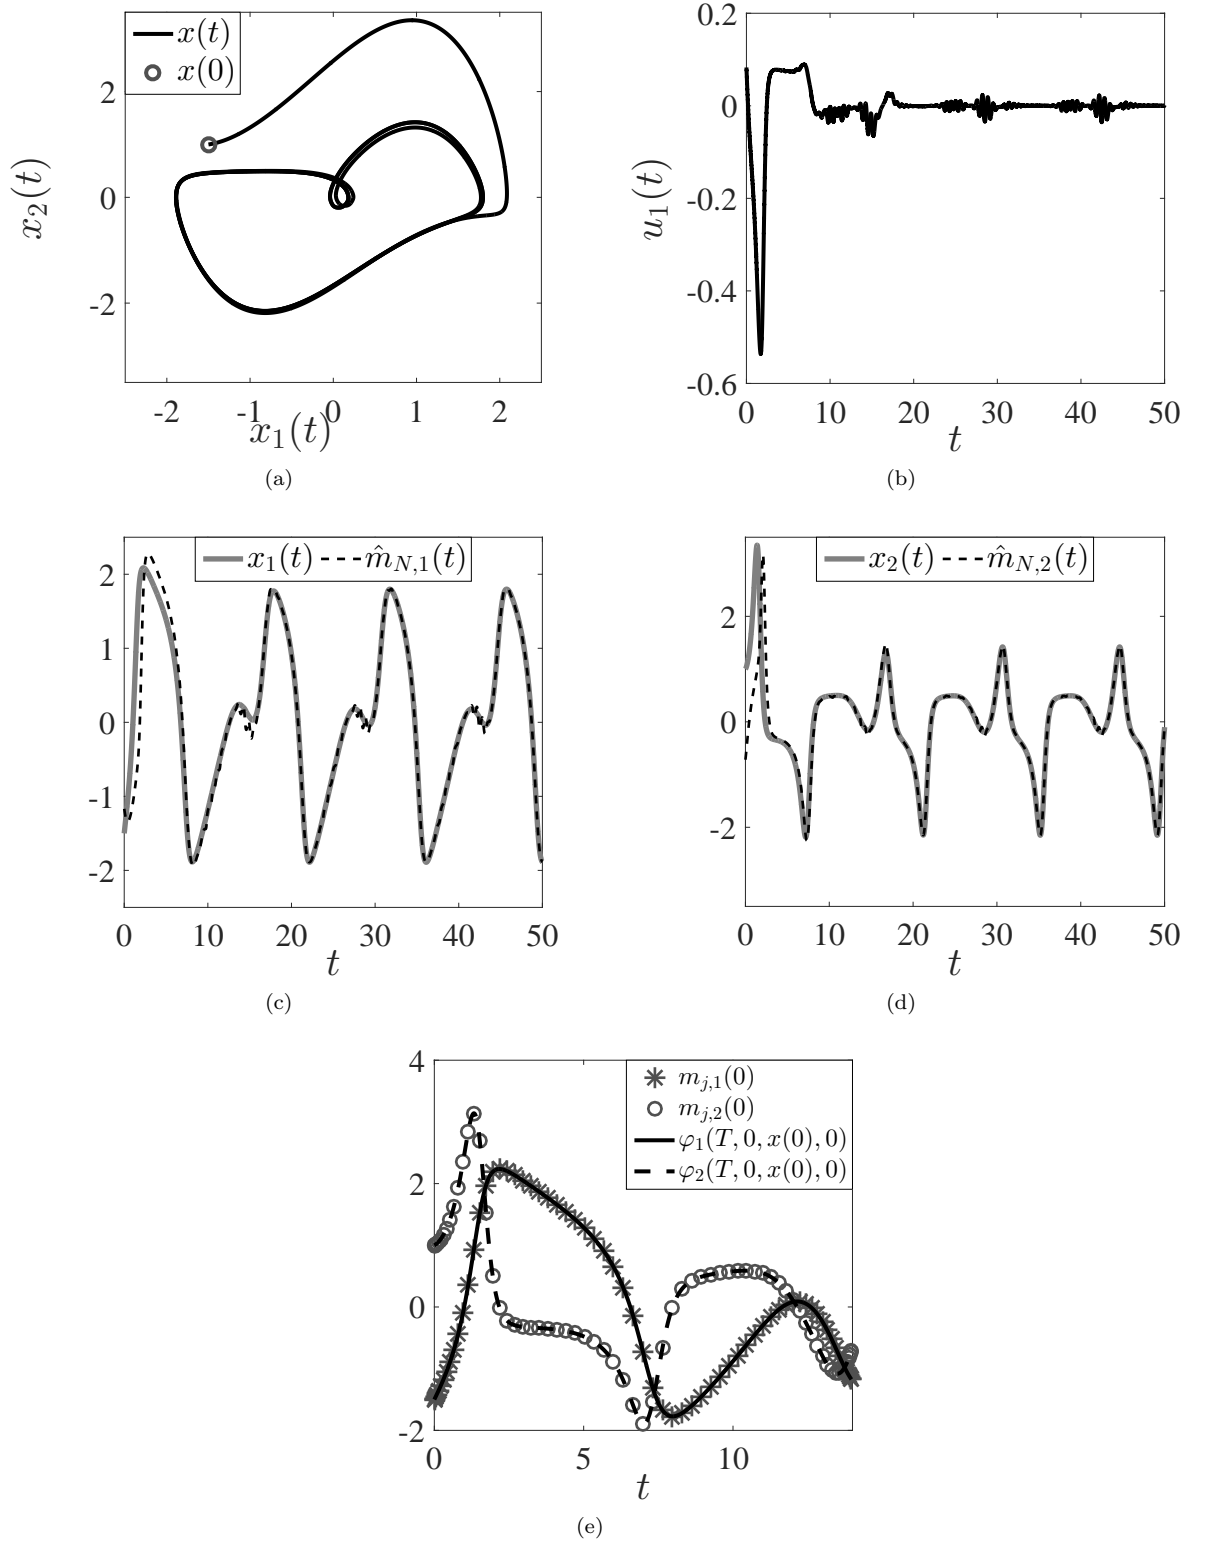 x(t)
x(0)
2
0
-2
x_2(t)
-2
-1
0
1
2
x_1(t)
(a)
0.2
0
-0.2
-0.4
-0.6
u_1(t)
0
10
20
30
40
50
t
(b)
x_1(t)
m̂_{N,1}(t)
2
1
0
-1
-2
0
10
20
30
40
50
t
(c)
x_2(t)
m̂_{N,2}(t)
2
0
-2
0
10
20
30
40
50
t
(d)
m_{j,1}(0)
m_{j,2}(0)
φ_1(T, 0, x(0), 0)
φ_2(T, 0, x(0), 0)
4
2
0
-2
0
5
10
t
(e)